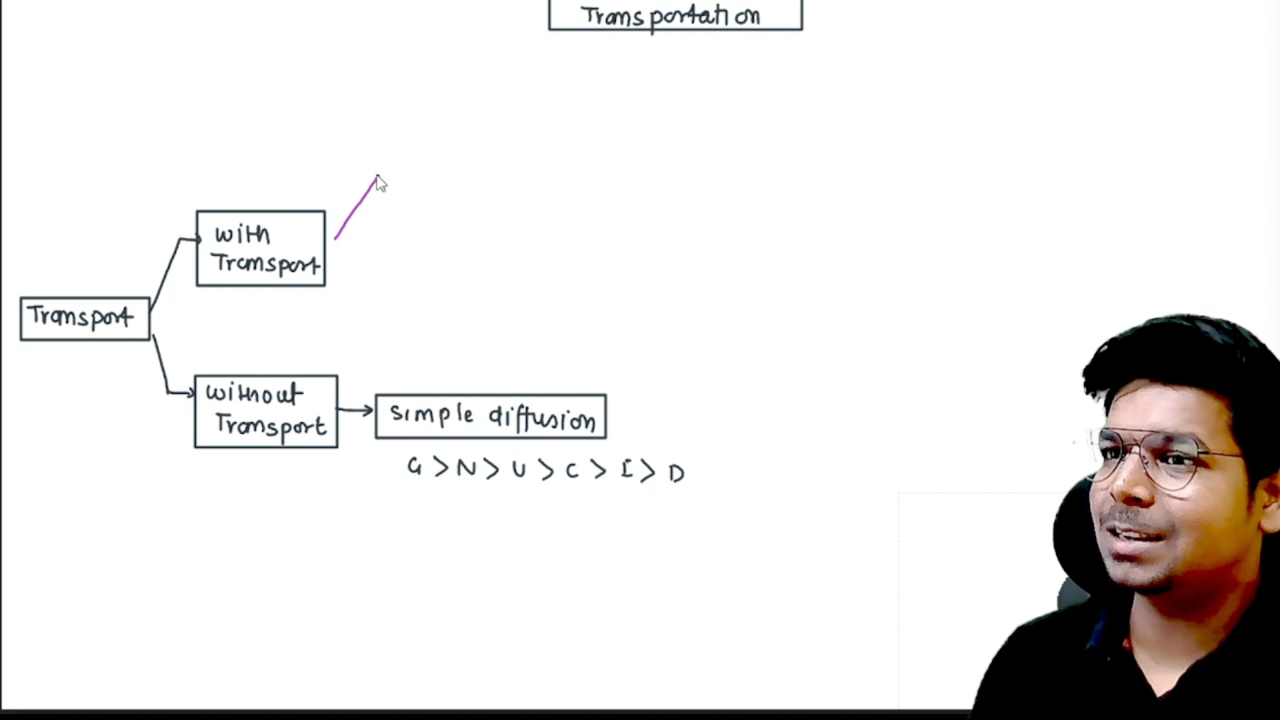 Transportation
with
Transport
Transport
without
Transport
simple diffusion
G > N > U > C > I > D